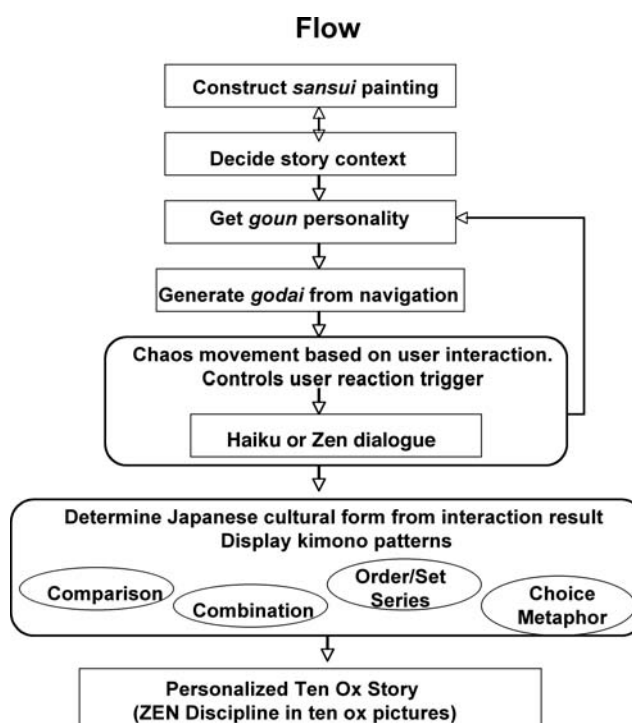 Flow
Construct sansui painting
Decide story context
Get goun personality
Generate godai from navigation
Chaos movement based on user interaction.
Controls user reaction trigger
Haiku or Zen dialogue
Determine Japanese cultural form from interaction result
Display kimono patterns
Comparison
Combination
Order/Set
Series
Choice
Metaphor
Personalized Ten Ox Story
(ZEN Discipline in ten ox pictures)